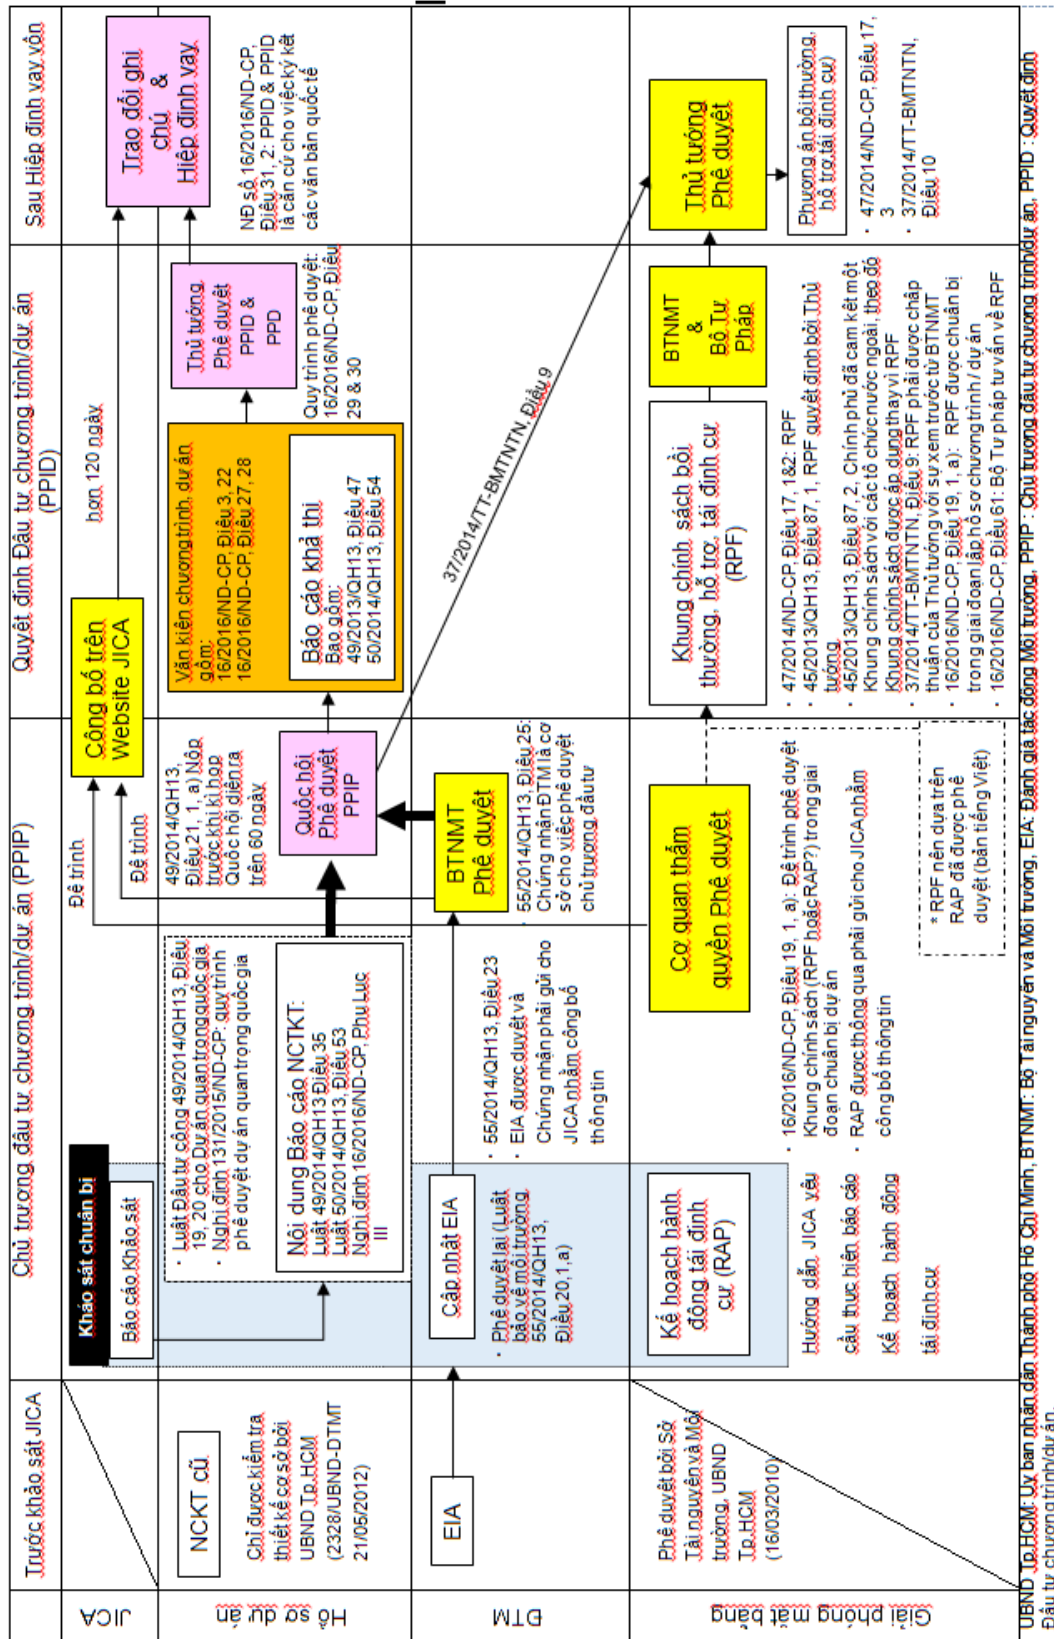 Trước khảo sát JICA
Chủ trương đầu tư chương trình/dự án (PPIP)
Quyết định Đầu tư chương trình/dự án
(PPID)
Sau Hiệp định vay vốn
JICA
Khảo sát chuẩn bị
Báo cáo Khảo sát
Đệ trình
Đệ trình
Công bố trên
Website JICA
hơn 120 ngày
Trao đổi ghi
chú &
Hiệp định vay
Hồ sơ dự án
NCKT cũ
Chỉ được kiểm tra
thiết kế cơ sở bởi
UBND Tp.HCM
(2328/UBND-DTMT
21/05/2012)
• Luật Đầu tư công 49/2014/QH13, Điều
19, 20 cho Dự án quan trọng quốc gia
• Nghị định 131/2015/ND-CP: quy trình
phê duyệt dự án quan trọng quốc gia
Nội dung Báo cáo NCTKT:
Luật 49/2014/QH13 Điều 35
Luật 50/2014/QH13, Điều 53
Nghị định 16/2016/ND-CP, Phụ Lục
III
49/2014/QH13,
Điều 21, 1, a) Nộp
trước khi kì họp
Quốc hội diễn ra
trên 60 ngày
Quốc hội
Phê duyệt
PPIP
Văn kiện chương trình, dự án
gồm:
16/2016/ND-CP, Điều 3, 22
16/2016/ND-CP, Điều 27, 28
Báo cáo khả thi
Bao gồm:
49/2013/QH13, Điều 47
50/2014/QH13, Điều 54
Thủ tướng
Phê duyệt
PPID &
PPD
Quy trình phê duyệt:
16/2016/ND-CP, Điều
29 & 30
NĐ số 16/2016/ND-CP,
Điều 31, 2: PPID & PPID
là căn cứ cho việc ký kết
các văn bản quốc tế
ĐTM
EIA
Cập nhật EIA
• Phê duyệt lại (Luật
bảo vệ môi trường
55/2014/QH13,
Điều 20,1,a)
• 55/2014/QH13, Điều 23
• EIA được duyệt và
Chứng nhận phải gửi cho
JICA nhằm công bố
thông tin
BTNMT
Phê duyệt
• 55/2014/QH13, Điều 25:
Chứng nhận ĐTM là cơ
sở cho việc phê duyệt
chủ trương đầu tư
37/2014/TT-BMTNTN, Điều 9
Giải phóng mặt bằng
Phê duyệt bởi Sở
Tài nguyên và Môi
trường, UBND
Tp.HCM
(16/03/2010)
Kế hoạch hành
động tái định
cư (RAP)
Hướng dẫn JICA yêu
cầu thực hiện báo cáo
Kế hoạch hành động
tái định cư
Cơ quan thẩm
quyền Phê duyệt
• 16/2016/ND-CP, Điều 19, 1, a): Đệ trình phê duyệt
Khung chính sách (RPF hoặc RAP?) trong giai
đoạn chuẩn bị dự án
• RAP được thông qua phải gửi cho JICA nhằm
công bố thông tin
* RPF nên dựa trên
RAP đã được phê
duyệt (bản tiếng Việt)
Khung chính sách bồi
thường, hỗ trợ, tái định cư
(RPF)
BTNMT
&
Bộ Tư
Pháp
• 47/2014/ND-CP, Điều 17, 1&2: RPF
• 45/2013/QH13, Điều 87, 1, RPF quyết định bởi Thủ
tướng
• 45/2013/QH13, Điều 87, 2, Chính phủ đã cam kết một
Khung chính sách với các tổ chức nước ngoài, theo đó
Khung chính sách được áp dụng thay vì RPF
• 37/2014/TT-BMTNTN, Điều 9: RPF phải được chấp
thuận của Thủ tướng với sự xem trước từ BTNMT
• 16/2016/ND-CP, Điều 19, 1, a): RPF được chuẩn bị
trong giai đoạn lập hồ sơ chương trình/ dự án
• 16/2016/ND-CP, Điều 61: Bộ Tư pháp tư vấn về RPF
Thủ tướng
Phê duyệt
Phương án bồi thường,
hỗ trợ, tái định cư)
• 47/2014/ND-CP, Điều 17,
3
• 37/2014/TT-BMTNTN,
Điều 10
UBND Tp.HCM: Ủy ban nhân dân Thành phố Hồ Chí Minh, BTNMT: Bộ Tài nguyên và Môi trường, EIA: Đánh giá tác động Môi trường, PPIP : Chủ trương đầu tư chương trình/dự án, PPID : Quyết định
Đầu tư chương trình/dự án.